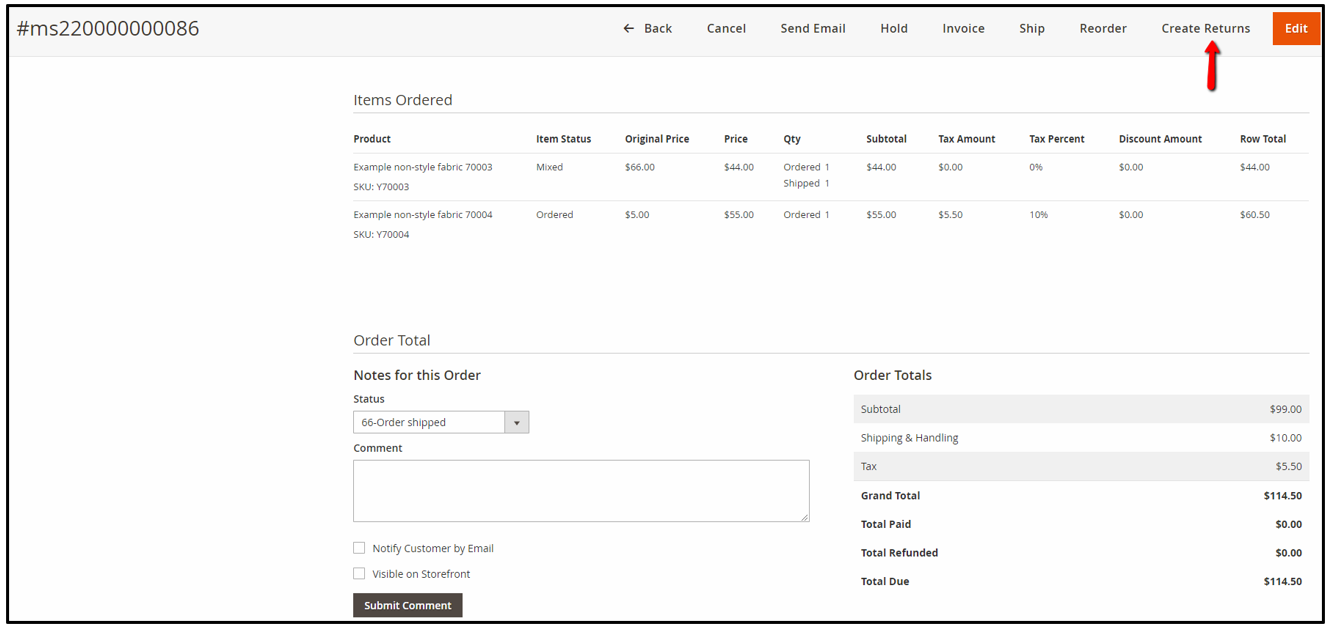 #ms220000000086
← Back Cancel Send Email Hold Invoice Ship Reorder Create Returns Edit
Items Ordered
Product Item Status Original Price Price Qty Subtotal Tax Amount Tax Percent Discount Amount Row Total
Example non-style fabric 70003 Mixed $66.00 $44.00 Ordered 1 $44.00 $0.00 0% $0.00 $44.00
Shipped 1
SKU: Y70003
Example non-style fabric 70004 Ordered $5.00 $55.00 Ordered 1 $55.00 $5.50 10% $0.00 $60.50
SKU: Y70004
Order Total
Notes for this Order
Status
66-Order shipped
Comment
Notify Customer by Email
Visible on Storefront
Submit Comment
Order Totals
Subtotal $99.00
Shipping & Handling $10.00
Tax $5.50
Grand Total $114.50
Total Paid $0.00
Total Refunded $0.00
Total Due $114.50